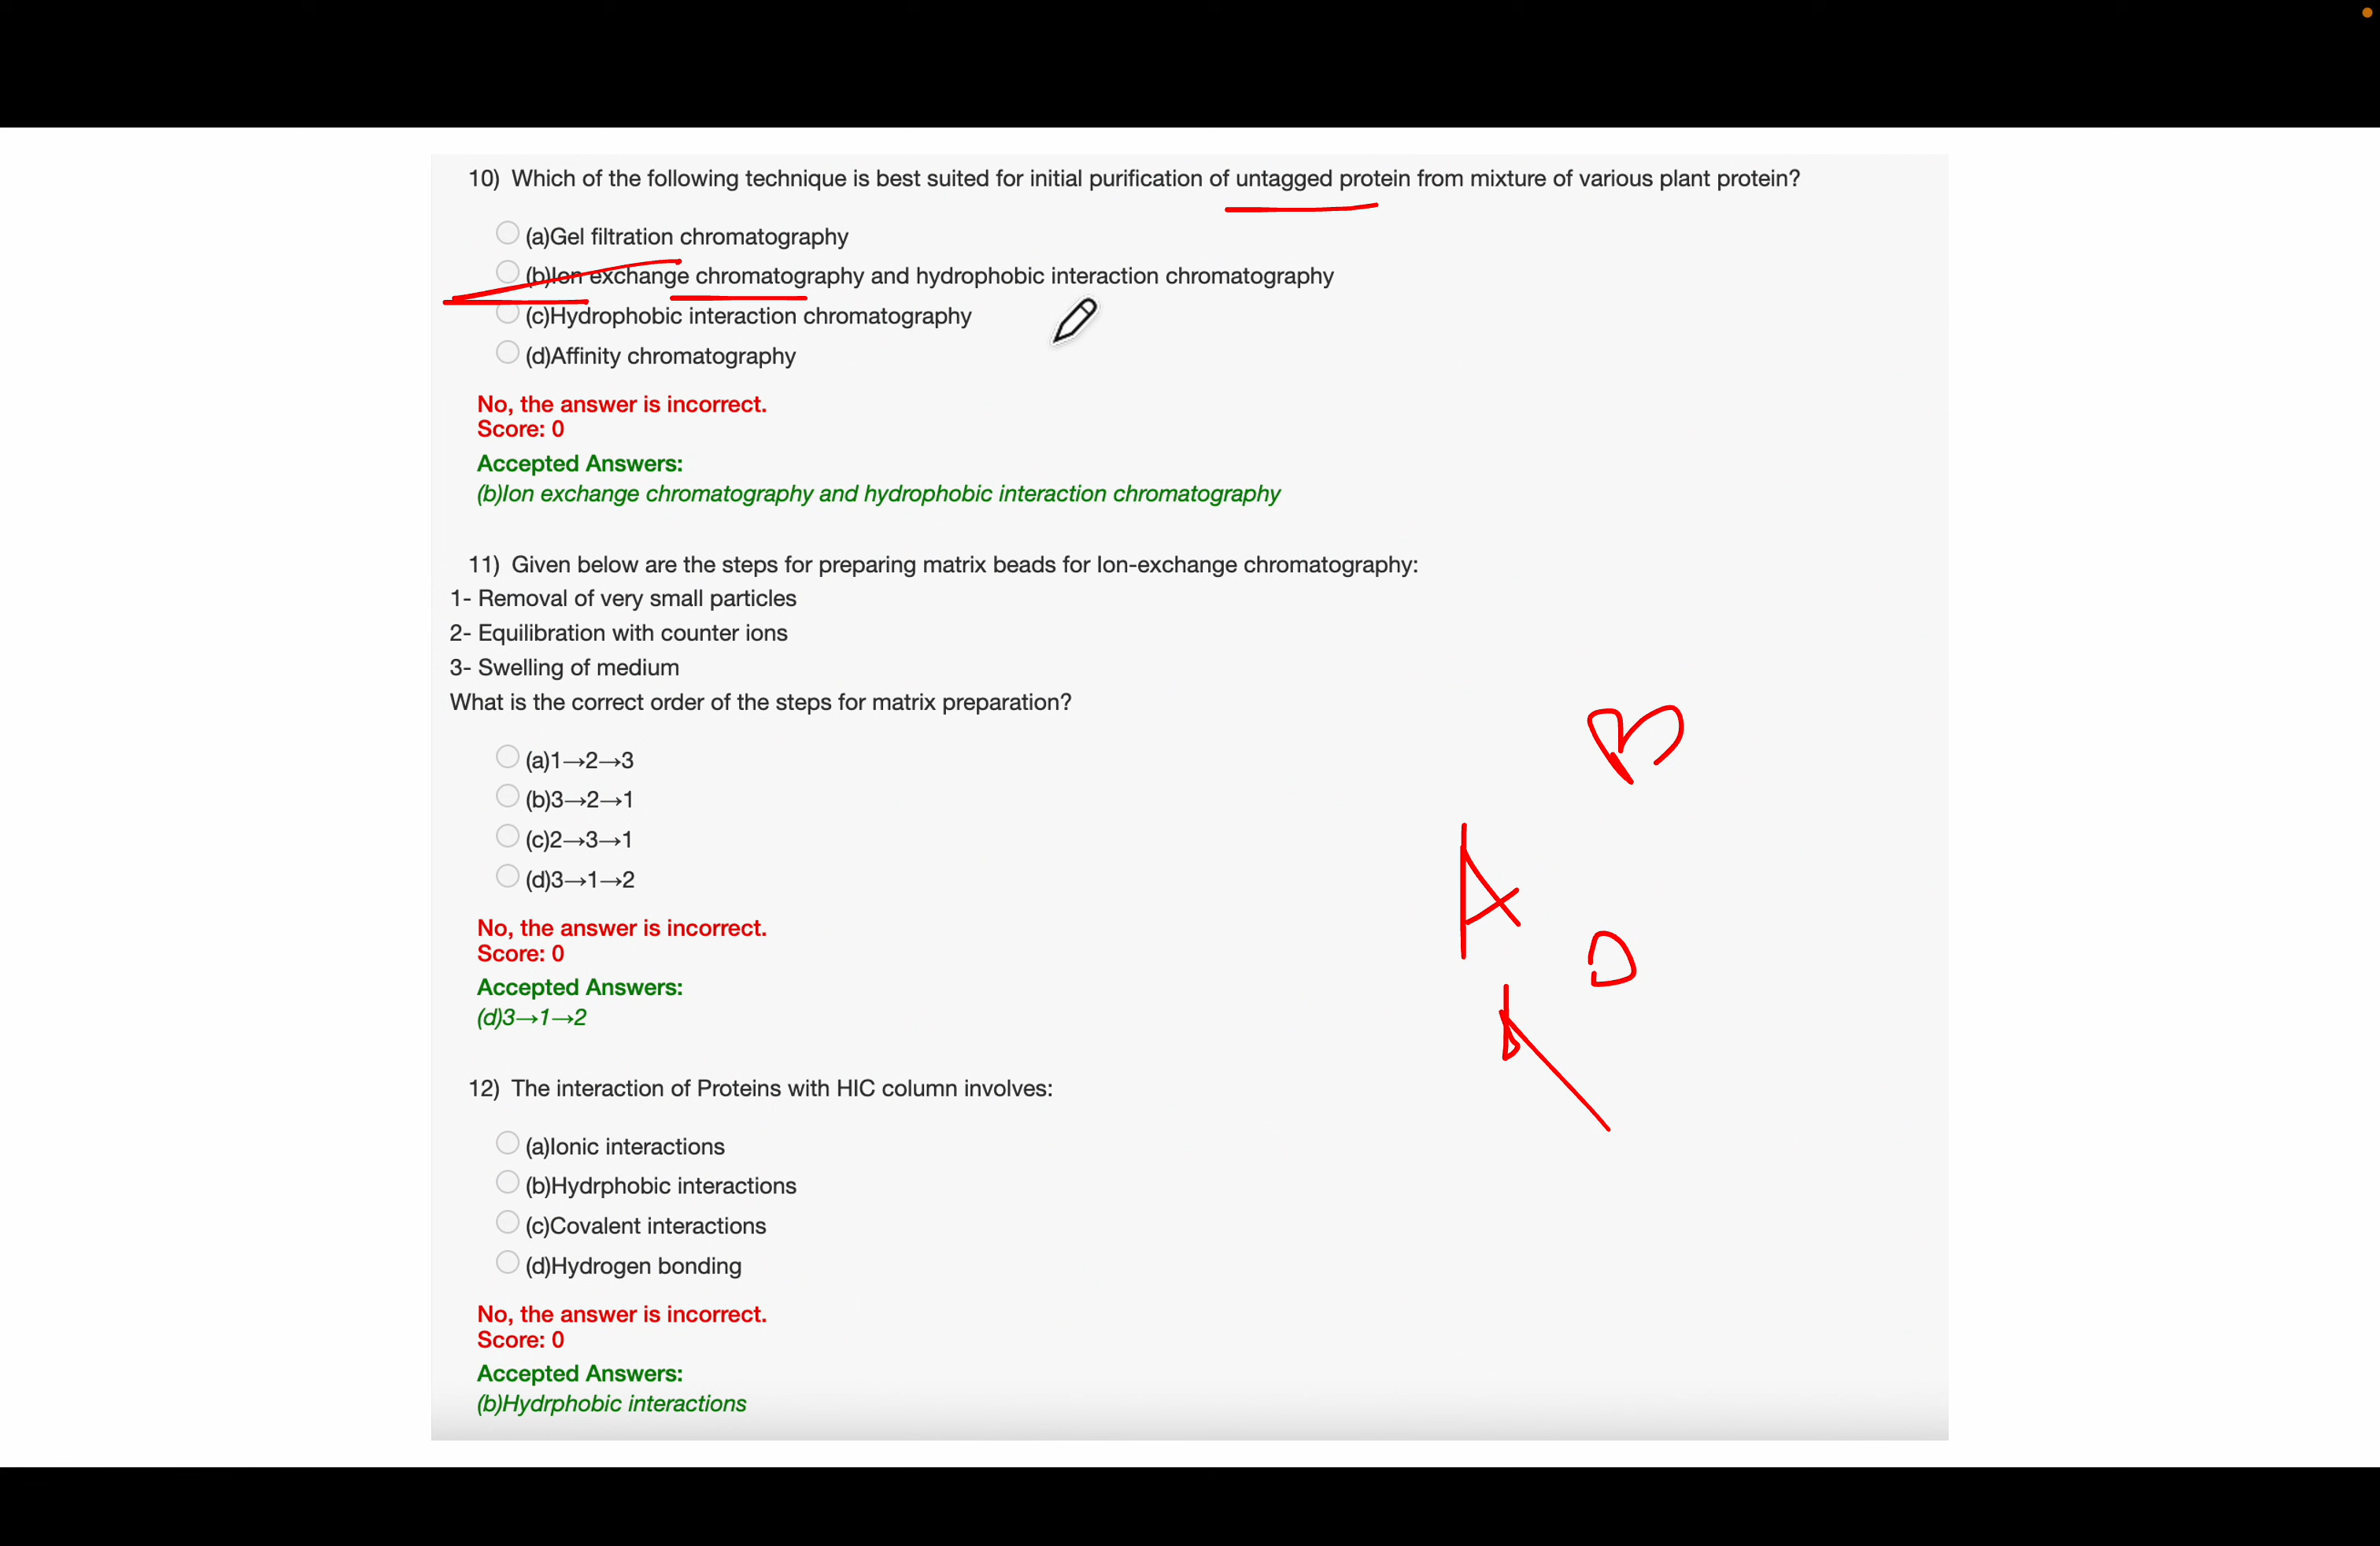 10) Which of the following technique is best suited for initial purification of untagged protein from mixture of various plant protein?
(a)Gel filtration chromatography
(b)Ion exchange chromatography and hydrophobic interaction chromatography
(c)Hydrophobic interaction chromatography
(d)Affinity chromatography
No, the answer is incorrect.
Score: 0
Accepted Answers:
(b)Ion exchange chromatography and hydrophobic interaction chromatography
11) Given below are the steps for preparing matrix beads for Ion-exchange chromatography:
1- Removal of very small particles
2- Equilibration with counter ions
3- Swelling of medium
What is the correct order of the steps for matrix preparation?
(a)1→2→3
(b)3→2→1
(c)2→3→1
(d)3→1→2
No, the answer is incorrect.
Score: 0
Accepted Answers:
(d)3→1→2
12) The interaction of Proteins with HIC column involves:
(a)Ionic interactions
(b)Hydrphobic interactions
(c)Covalent interactions
(d)Hydrogen bonding
No, the answer is incorrect.
Score: 0
Accepted Answers:
(b)Hydrphobic interactions